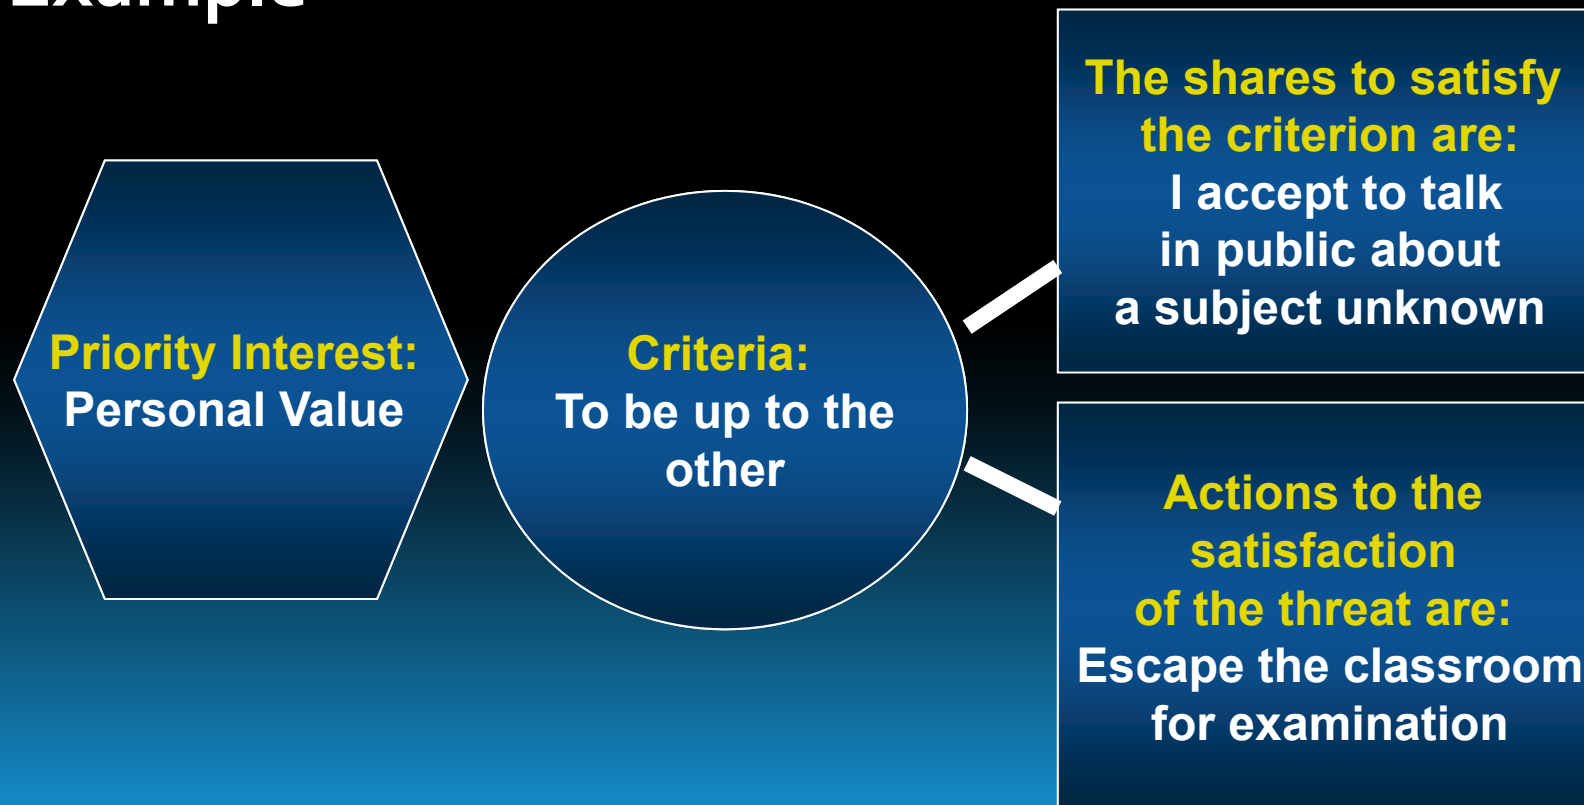 Example
Priority Interest:
Personal Value
Criteria:
To be up to the
other
The shares to satisfy
the criterion are:
I accept to talk
in public about
a subject unknown
Actions to the
satisfaction
of the threat are:
Escape the classroom
for examination